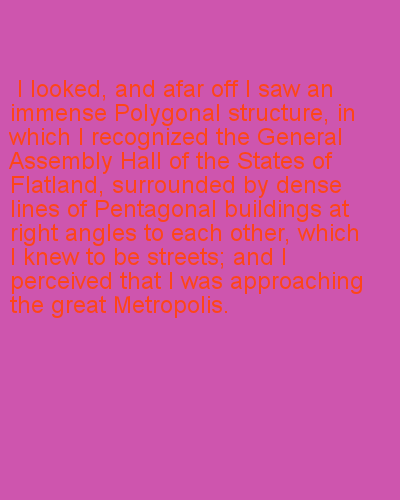 I looked, and afar off I saw an
immense Polygonal structure, in
which I recognized the General
Assembly Hall of the States of
Flatland, surrounded by dense
lines of Pentagonal buildings at
right angles to each other, which
I knew to be streets; and I
perceived that I was approaching
the great Metropolis.